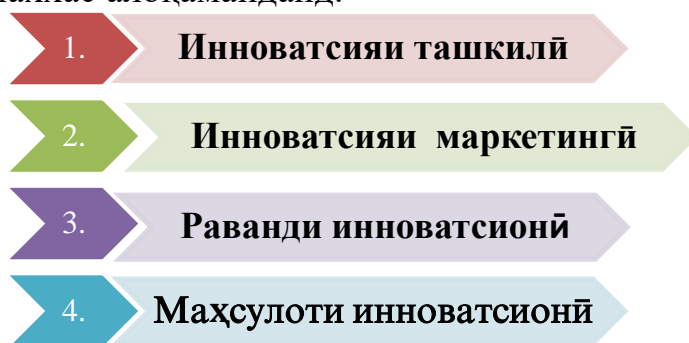 1. Инноватсияи ташкилӣ
2. Инноватсияи маркетингӣ
3. Раванди инноватсионӣ
4. Маҳсулоти инноватсионӣ